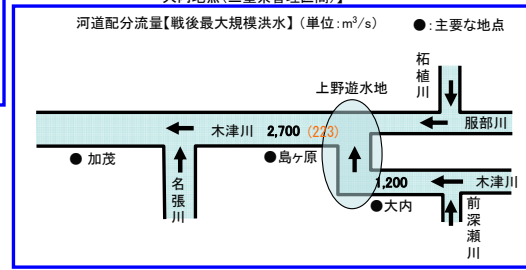 河道配分流量【戦後最大規模洪水】(単位:m³/s)
●:主要な地点
上野遊水地
柘植川
木津川
2,700 (223)
服部川
● 加茂
名張川
●島ヶ原
1,200
木津川
●大内
前深瀬川